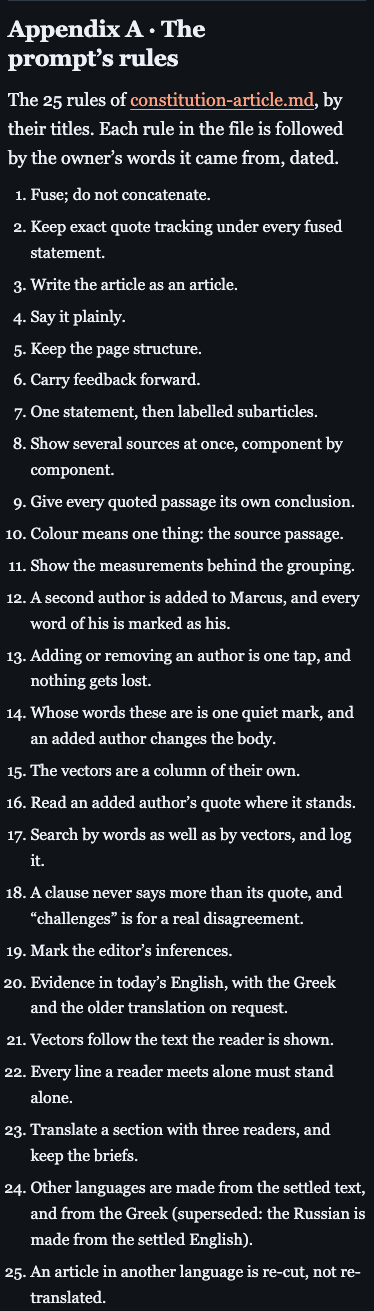 Appendix A · The
prompt’s rules
The 25 rules of constitution-article.md, by
their titles. Each rule in the file is followed
by the owner’s words it came from, dated.
1. Fuse; do not concatenate.
2. Keep exact quote tracking under every fused
statement.
3. Write the article as an article.
4. Say it plainly.
5. Keep the page structure.
6. Carry feedback forward.
7. One statement, then labelled subarticles.
8. Show several sources at once, component by
component.
9. Give every quoted passage its own conclusion.
10. Colour means one thing: the source passage.
11. Show the measurements behind the grouping.
12. A second author is added to Marcus, and every
word of his is marked as his.
13. Adding or removing an author is one tap, and
nothing gets lost.
14. Whose words these are is one quiet mark, and
an added author changes the body.
15. The vectors are a column of their own.
16. Read an added author’s quote where it stands.
17. Search by words as well as by vectors, and log
it.
18. A clause never says more than its quote, and
“challenges” is for a real disagreement.
19. Mark the editor’s inferences.
20. Evidence in today’s English, with the Greek
and the older translation on request.
21. Vectors follow the text the reader is shown.
22. Every line a reader meets alone must stand
alone.
23. Translate a section with three readers, and
keep the briefs.
24. Other languages are made from the settled text,
and from the Greek (superseded: the Russian is
made from the settled English).
25. An article in another language is re-cut, not re-
translated.